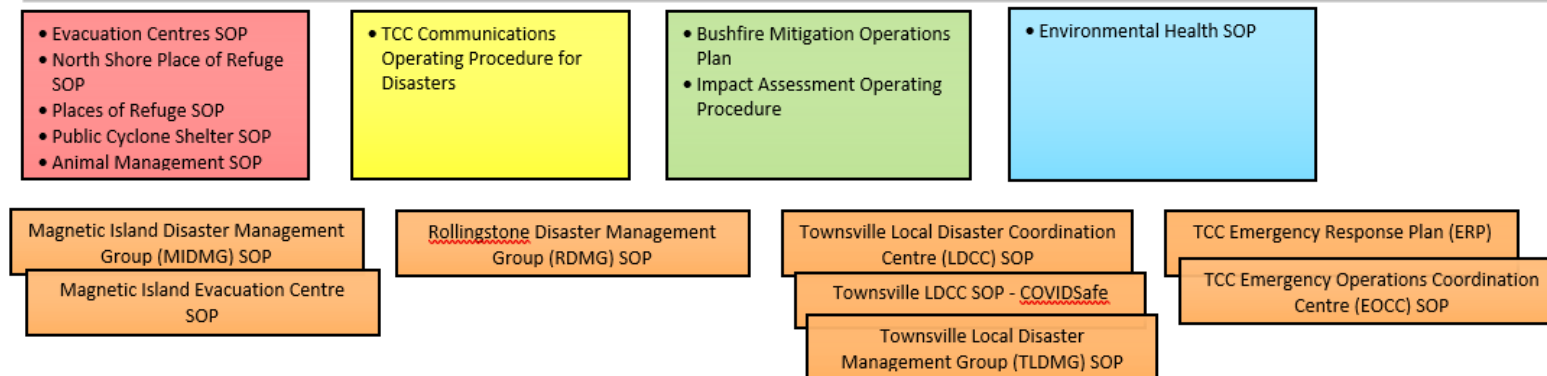 • Evacuation Centres SOP
• North Shore Place of Refuge
SOP
• Places of Refuge SOP
• Public Cyclone Shelter SOP
• Animal Management SOP
• TCC Communications
Operating Procedure for
Disasters
• Bushfire Mitigation Operations
Plan
• Impact Assessment Operating
Procedure
• Environmental Health SOP
Magnetic Island Disaster Management
Group (MIDMG) SOP
Magnetic Island Evacuation Centre
SOP
Rollingstone Disaster Management
Group (RDMG) SOP
Townsville Local Disaster Coordination
Centre (LDCC) SOP
Townsville LDCC SOP - COVIDSafe
Townsville Local Disaster
Management Group (TLDMG) SOP
TCC Emergency Response Plan (ERP)
TCC Emergency Operations Coordination
Centre (EOCC) SOP